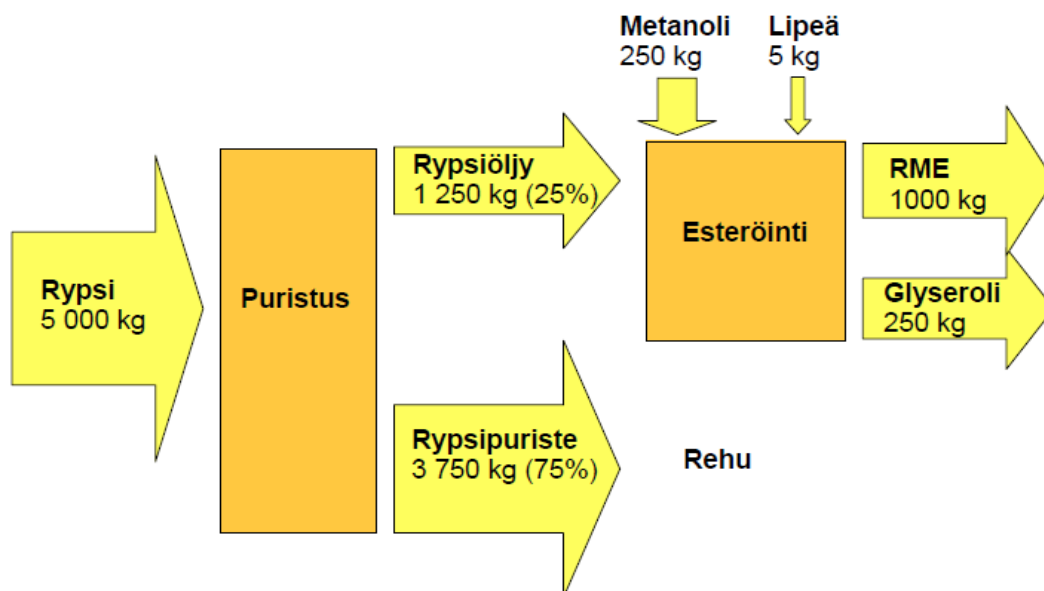 Metanoli
250 kg
Lipeä
5 kg
Rypsiöljy
1 250 kg (25%)
RME
1000 kg
Esteröinti
Rypsi
5 000 kg
Puristus
Glyseroli
250 kg
Rypsipuriste
3 750 kg (75%)
Rehu